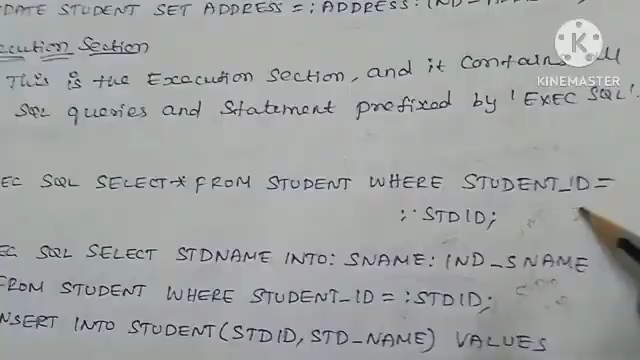 DATE STUDENT SET ADDRESS =:ADDRESS:
ecution Section
This is the Execution Section, and it contains all
SQL queries and Statement prefixed by 'EXEC SQL'.
KINEMASTER
EC SQL SELECT * FROM STUDENT WHERE STUDENT_ID =
:STDID;
EC SQL SELECT STDNAME INTO: SNAME: IND_SNAME
FROM STUDENT WHERE STUDENT_ID = :STDID;
INSERT INTO STUDENT(STDID, STD_NAME) VALUES